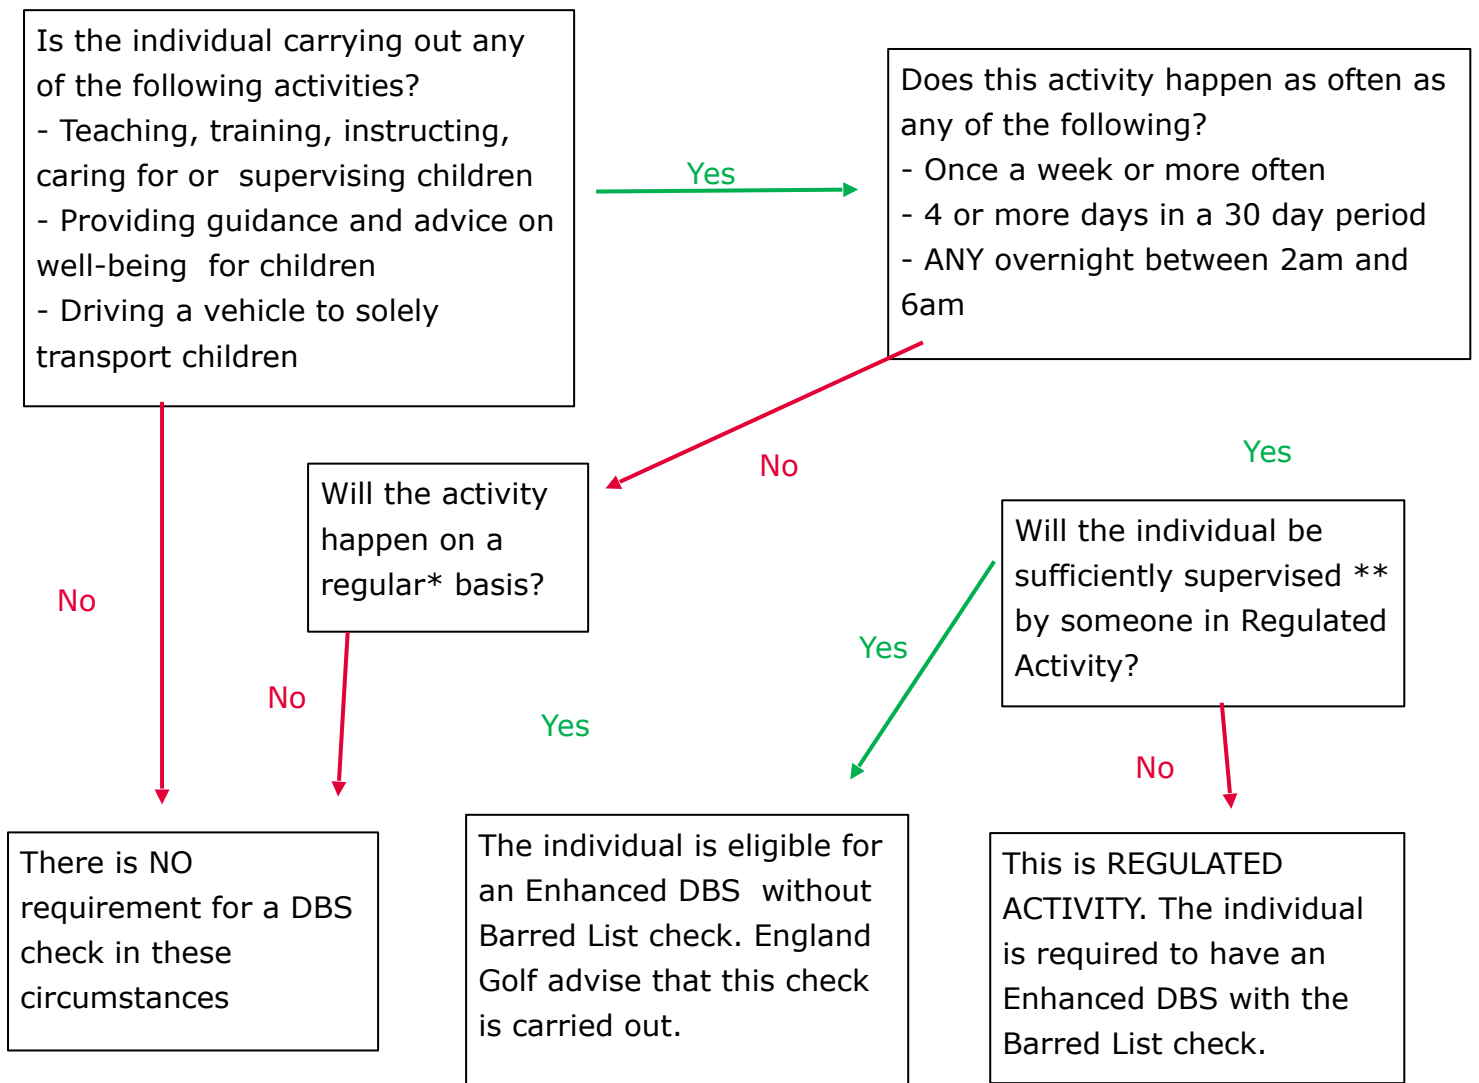 Is the individual carrying out any
of the following activities?
- Teaching, training, instructing,
caring for or  supervising children
- Providing guidance and advice on
well-being  for children
- Driving a vehicle to solely
transport children
Yes
Does this activity happen as often as
any of the following?
- Once a week or more often
- 4 or more days in a 30 day period
- ANY overnight between 2am and
6am
No
Will the activity
happen on a
regular* basis?
No
Yes
Will the individual be
sufficiently supervised **
by someone in Regulated
Activity?
Yes
No
Yes
No
There is NO
requirement for a DBS
check in these
circumstances
The individual is eligible for
an Enhanced DBS  without
Barred List check. England
Golf advise that this check
is carried out.
This is REGULATED
ACTIVITY. The individual
is required to have an
Enhanced DBS with the
Barred List check.